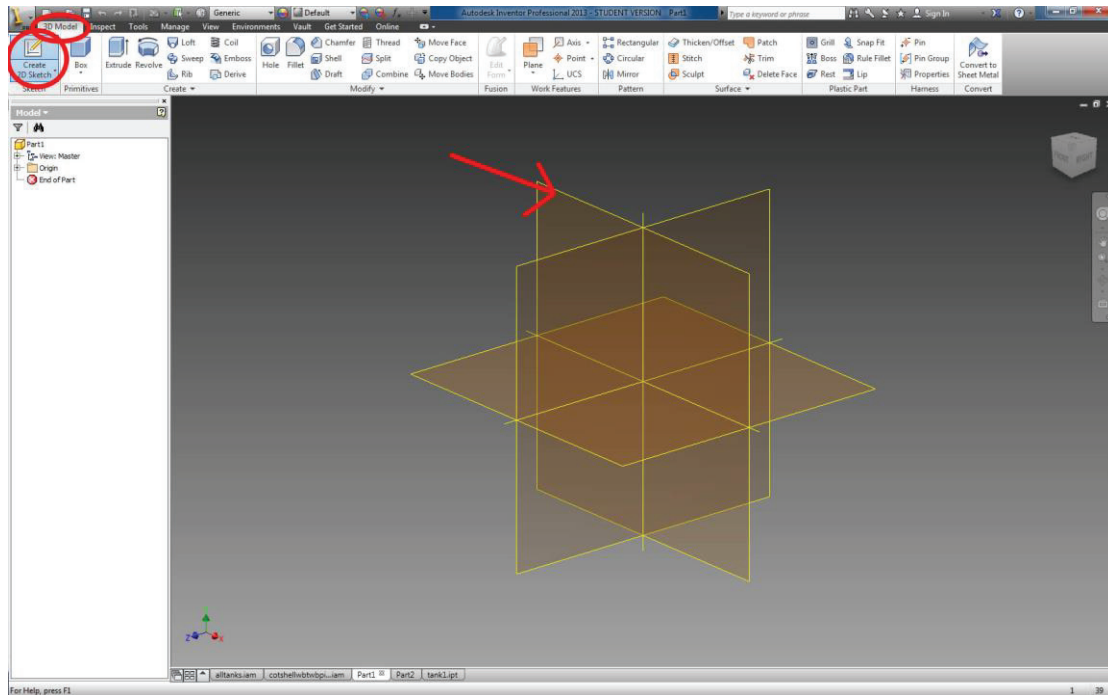 Generic Default Autodesk Inventor Professional 2013 - STUDENT VERSION Part1 Type a keyword or phrase Sign In
3D Model Inspect Tools Manage View Environments Vault Get Started Online
Create 2D Sketch
Box
Extrude Revolve
Loft Coil
Sweep Emboss
Rib Derive
Hole Fillet
Chamfer Thread Move Face
Shell Split Copy Object
Draft Combine Move Bodies
Edit Form
Plane
Axis
Point
UCS
Rectangular
Circular
Mirror
Thicken/Offset Patch
Stitch Trim
Sculpt Delete Face
Grill Snap Fit
Boss Rule Fillet
Rest Lip
Pin
Pin Group
Properties
Convert to Sheet Metal
Sketch Primitives Create Modify Fusion Work Features Pattern Surface Plastic Part Harness Convert
Model
Part1
View: Master
Origin
End of Part
RIGHT
Y
Z X
alltanks.iam cotshellwbtwbpi...iam Part1 Part2 tank1.ipt
For Help, press F1 1 39